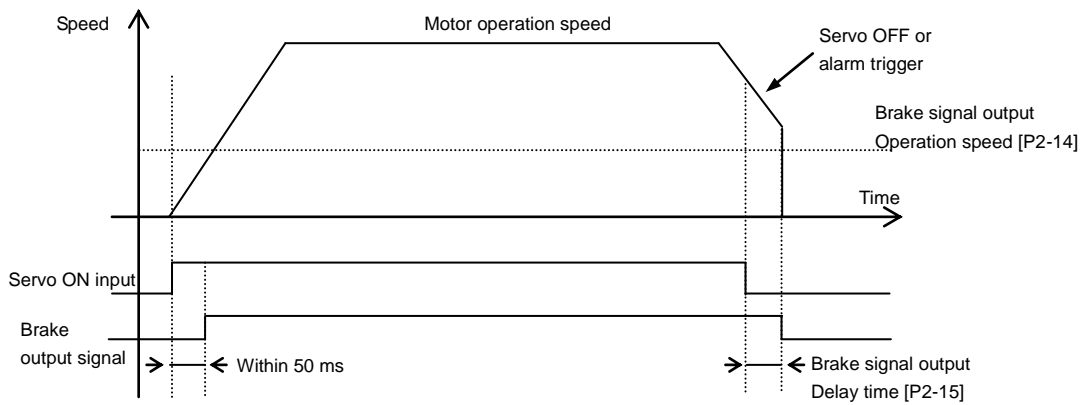 Speed
Motor operation speed
Servo OFF or
alarm trigger
Brake signal output
Operation speed [P2-14]
Time
Servo ON input
Brake
output signal
Within 50 ms
Brake signal output
Delay time [P2-15]